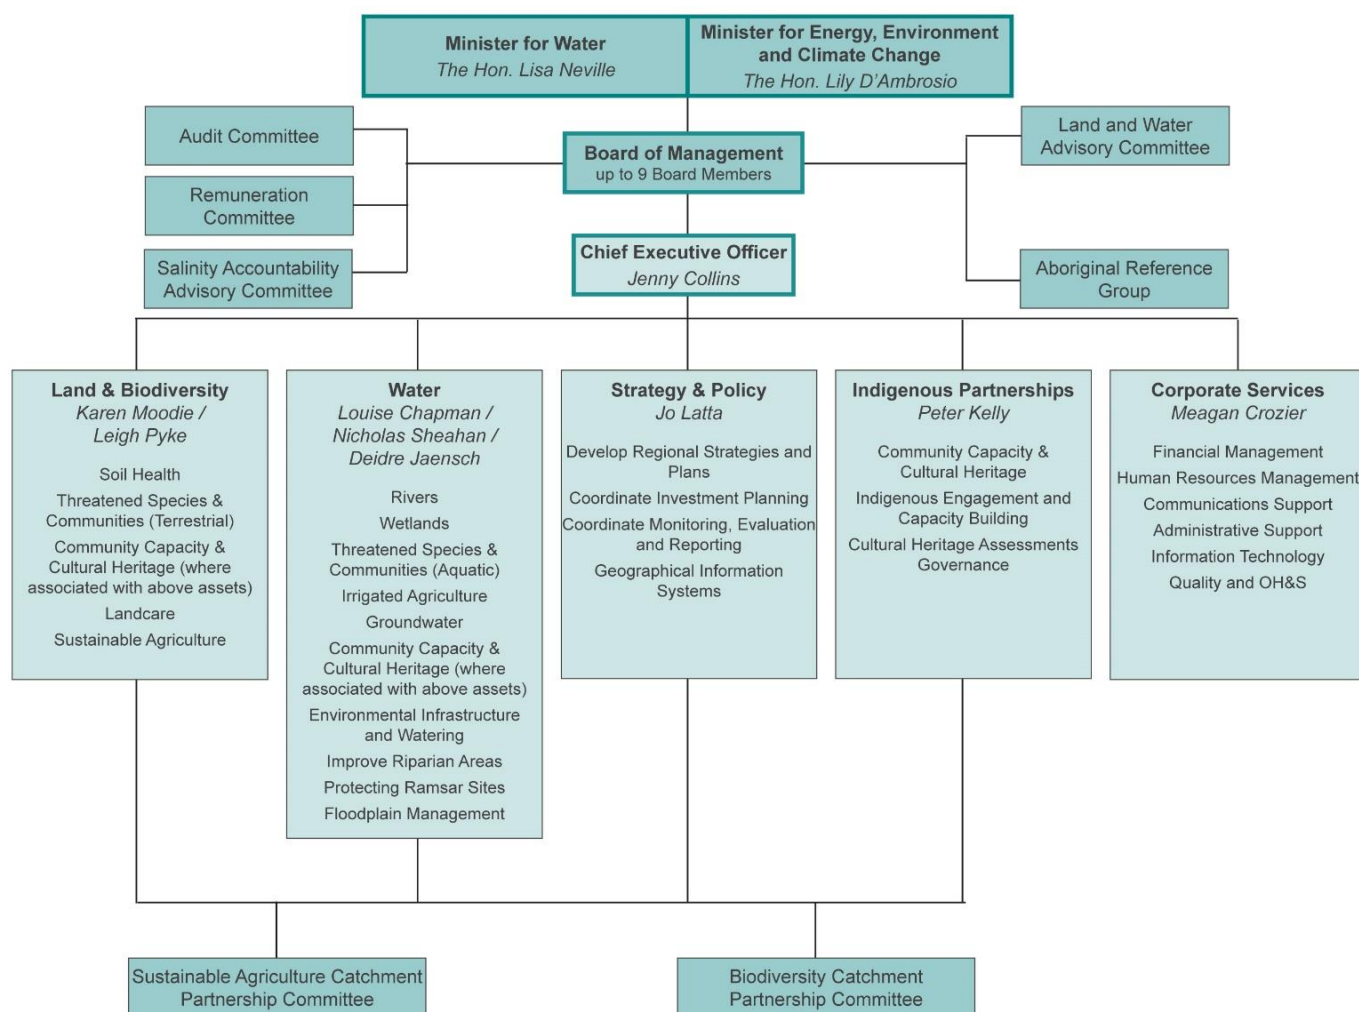 Minister for Water
The Hon. Lisa Neville
Minister for Energy, Environment
and Climate Change
The Hon. Lily D'Ambrosio
Audit Committee
Remuneration
Committee
Salinity Accountability
Advisory Committee
Board of Management
up to 9 Board Members
Land and Water
Advisory Committee
Aboriginal Reference
Group
Chief Executive Officer
Jenny Collins
Land & Biodiversity
Karen Moodie /
Leigh Pyke
Soil Health
Threatened Species &
Communities (Terrestrial)
Community Capacity &
Cultural Heritage (where
associated with above assets)
Landcare
Sustainable Agriculture
Water
Louise Chapman /
Nicholas Sheahan /
Deidre Jaensch
Rivers
Wetlands
Threatened Species &
Communities (Aquatic)
Irrigated Agriculture
Groundwater
Community Capacity &
Cultural Heritage (where
associated with above assets)
Environmental Infrastructure
and Watering
Improve Riparian Areas
Protecting Ramsar Sites
Floodplain Management
Strategy & Policy
Jo Latta
Develop Regional Strategies and
Plans
Coordinate Investment Planning
Coordinate Monitoring, Evaluation
and Reporting
Geographical Information
Systems
Indigenous Partnerships
Peter Kelly
Community Capacity &
Cultural Heritage
Indigenous Engagement and
Capacity Building
Cultural Heritage Assessments
Governance
Corporate Services
Meagan Crozier
Financial Management
Human Resources Management
Communications Support
Administrative Support
Information Technology
Quality and OH&S
Sustainable Agriculture Catchment
Partnership Committee
Biodiversity Catchment
Partnership Committee